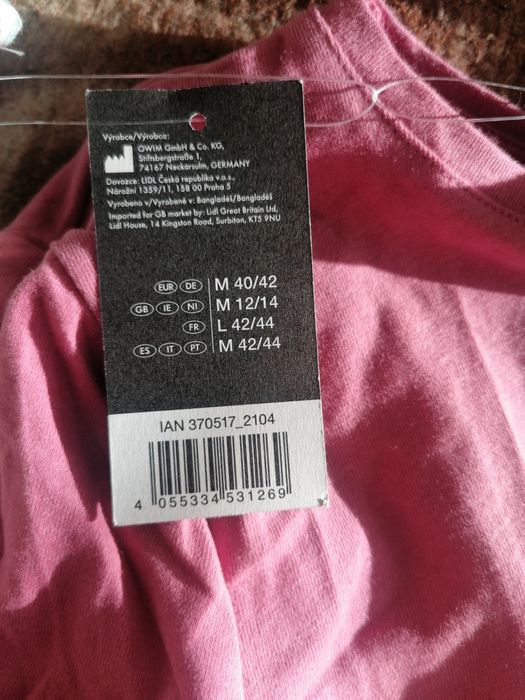 Výrobce/Výrobca:
OWIM GmbH & Co. KG,
Stiftsbergstraße 1,
74167 Neckarsulm, GERMANY
Dovozce: LIDL Česká republika v.o.s.,
Nárožní 1359/11, 158 00 Praha 5
Vyrobeno v/Vyrobené v: Bangladéš/Bangladéš
Imported for GB market by: Lidl Great Britain Ltd,
Lidl House, 14 Kingston Road, Surbiton, KT5 9NU
EUR DE M 40/42
GB IE NI M 12/14
FR L 42/44
ES IT PT M 42/44
IAN 370517_2104
4 055334 531269